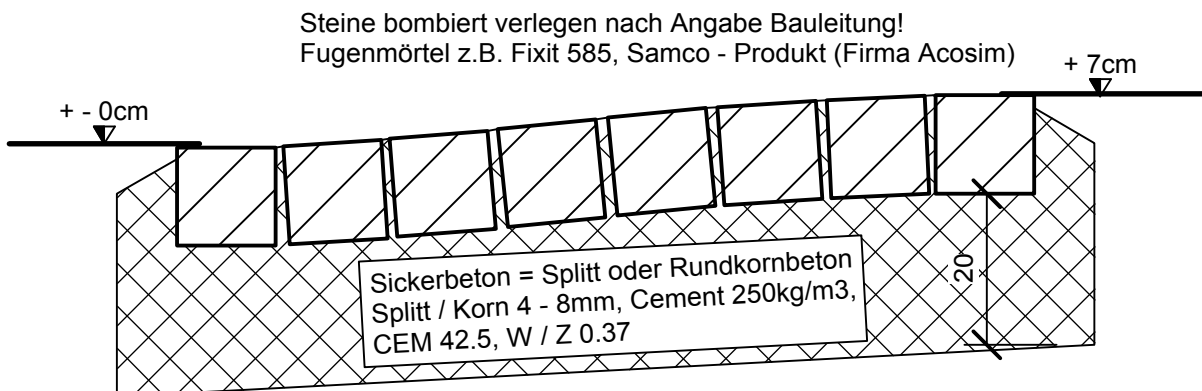 Steine bombiert verlegen nach Angabe Bauleitung!
Fugenmörtel z.B. Fixit 585, Samco - Produkt (Firma Acosim)
+ 7cm
+ - 0cm
Sickerbeton = Splitt oder Rundkornbeton
Splitt / Korn 4 - 8mm, Cement 250kg/m3,
CEM 42.5, W / Z 0.37
20